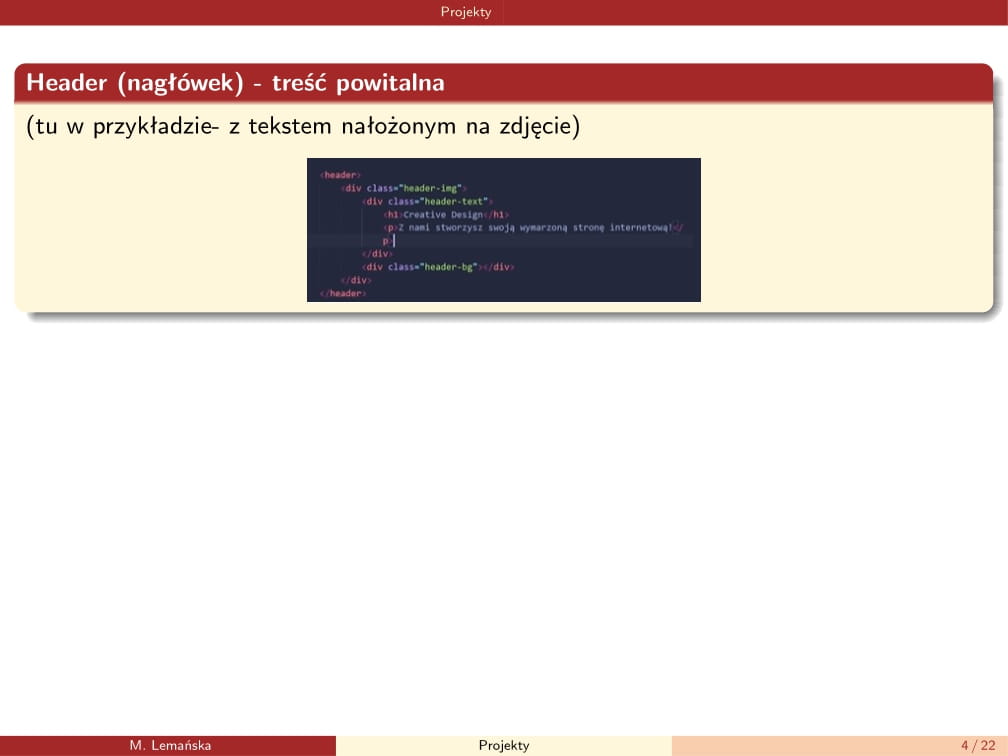 Projekty
Header (nagłówek) - treść powitalna
(tu w przykładzie- z tekstem nałożonym na zdjęcie)
<header>
<div class="header-img">
<div class="header-text">
<h1>Creative Design</h1>
<p>Z nami stworzysz swoją wymarzoną stronę internetową!</
p>
</div>
<div class="header-bg"></div>
</div>
</header>
M. Lemańska
Projekty
4 / 22